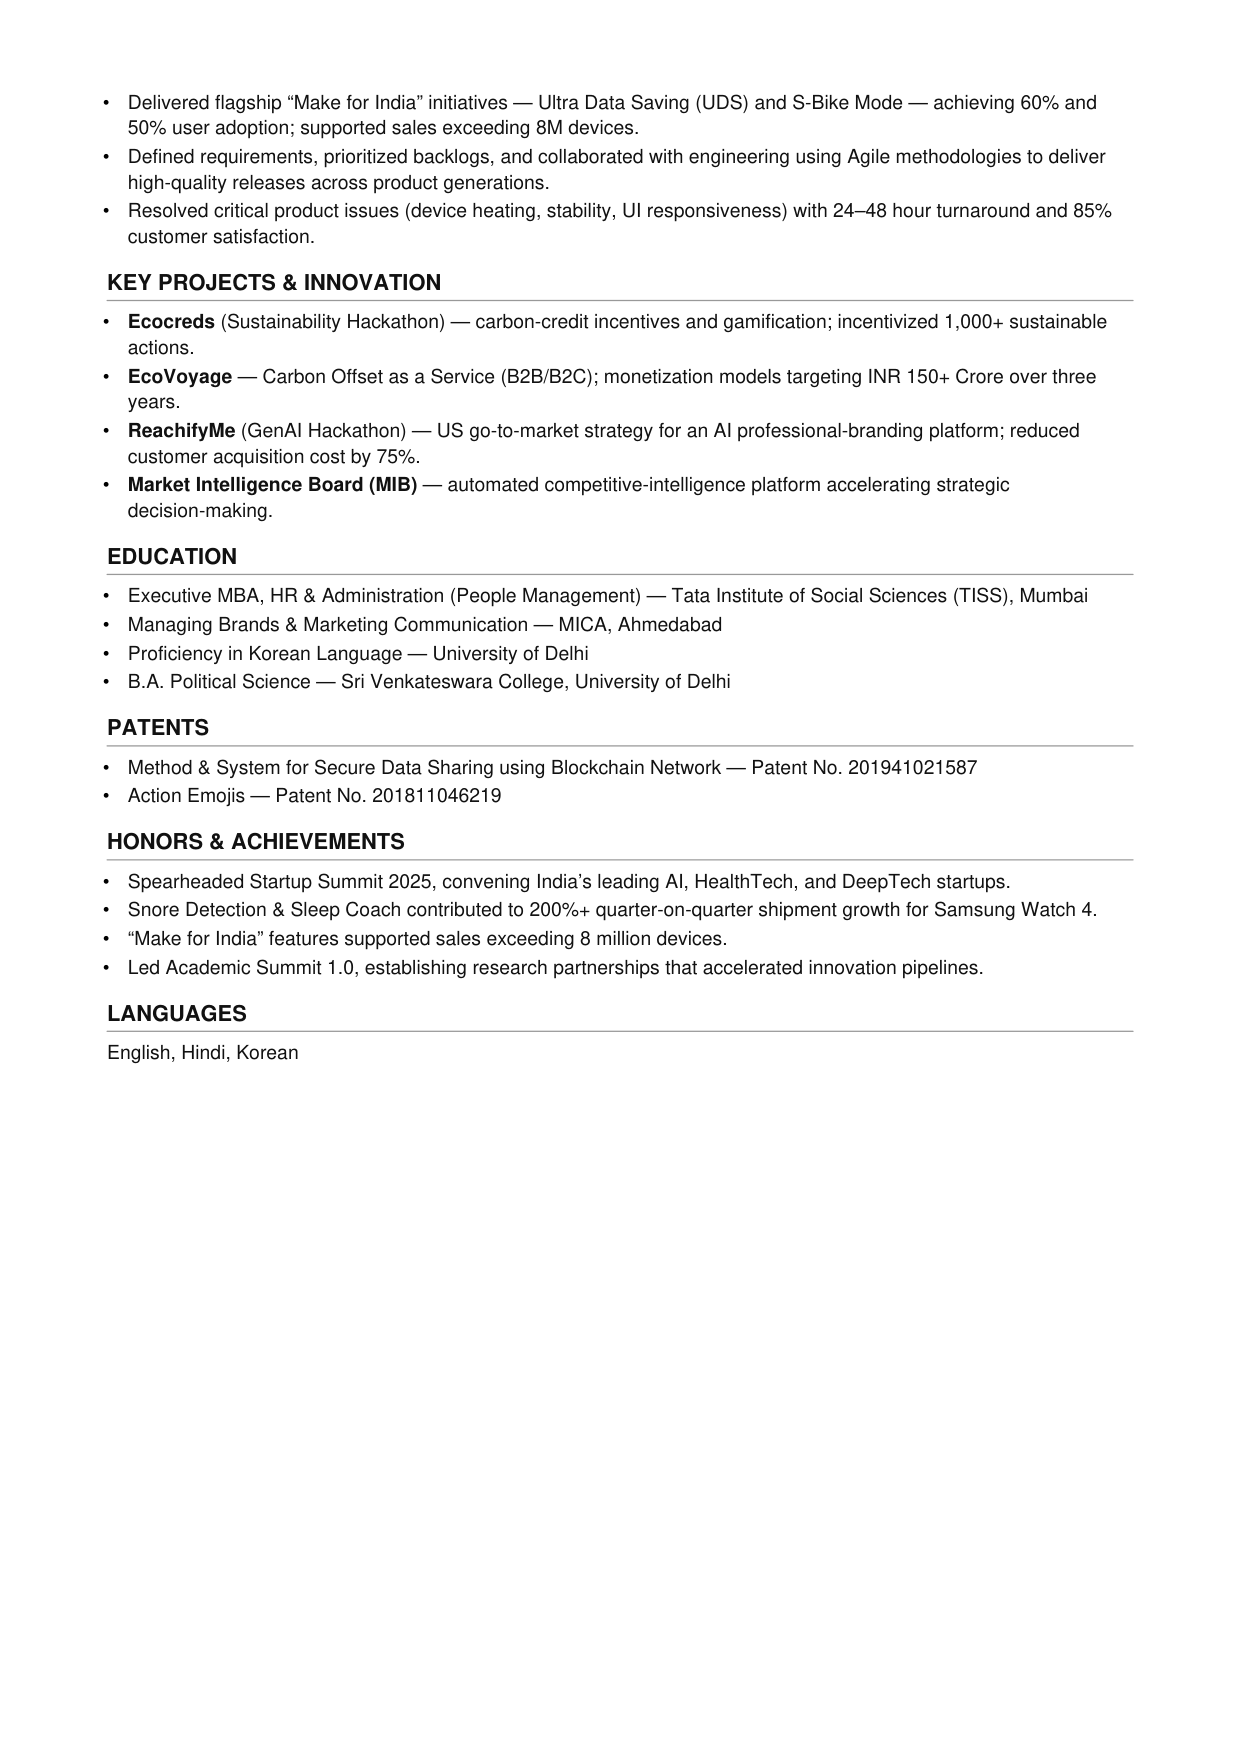 • Delivered flagship “Make for India” initiatives — Ultra Data Saving (UDS) and S-Bike Mode — achieving 60% and
50% user adoption; supported sales exceeding 8M devices.
• Defined requirements, prioritized backlogs, and collaborated with engineering using Agile methodologies to deliver
high-quality releases across product generations.
• Resolved critical product issues (device heating, stability, UI responsiveness) with 24–48 hour turnaround and 85%
customer satisfaction.
KEY PROJECTS & INNOVATION
• Ecocreds (Sustainability Hackathon) — carbon-credit incentives and gamification; incentivized 1,000+ sustainable
actions.
• EcoVoyage — Carbon Offset as a Service (B2B/B2C); monetization models targeting INR 150+ Crore over three
years.
• ReachifyMe (GenAI Hackathon) — US go-to-market strategy for an AI professional-branding platform; reduced
customer acquisition cost by 75%.
• Market Intelligence Board (MIB) — automated competitive-intelligence platform accelerating strategic
decision-making.
EDUCATION
• Executive MBA, HR & Administration (People Management) — Tata Institute of Social Sciences (TISS), Mumbai
• Managing Brands & Marketing Communication — MICA, Ahmedabad
• Proficiency in Korean Language — University of Delhi
• B.A. Political Science — Sri Venkateswara College, University of Delhi
PATENTS
• Method & System for Secure Data Sharing using Blockchain Network — Patent No. 201941021587
• Action Emojis — Patent No. 201811046219
HONORS & ACHIEVEMENTS
• Spearheaded Startup Summit 2025, convening India’s leading AI, HealthTech, and DeepTech startups.
• Snore Detection & Sleep Coach contributed to 200%+ quarter-on-quarter shipment growth for Samsung Watch 4.
• “Make for India” features supported sales exceeding 8 million devices.
• Led Academic Summit 1.0, establishing research partnerships that accelerated innovation pipelines.
LANGUAGES
English, Hindi, Korean